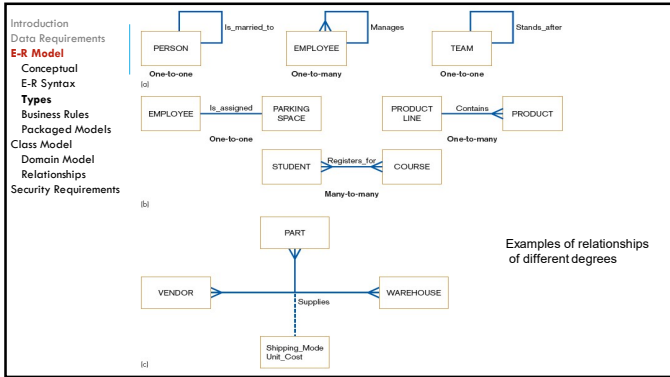 Introduction
Data Requirements
E-R Model
Conceptual
E-R Syntax
Types
Business Rules
Packaged Models
Class Model
Domain Model
Relationships
Security Requirements
Is_married_to
PERSON
One-to-one
Manages
EMPLOYEE
One-to-many
Stands_after
TEAM
One-to-one
(a)
EMPLOYEE
Is_assigned
PARKING
SPACE
One-to-one
PRODUCT
LINE
Contains
PRODUCT
One-to-many
STUDENT
Registers_for
COURSE
Many-to-many
(b)
PART
VENDOR
Supplies
WAREHOUSE
Shipping_Mode
Unit_Cost
(c)
Examples of relationships
of different degrees